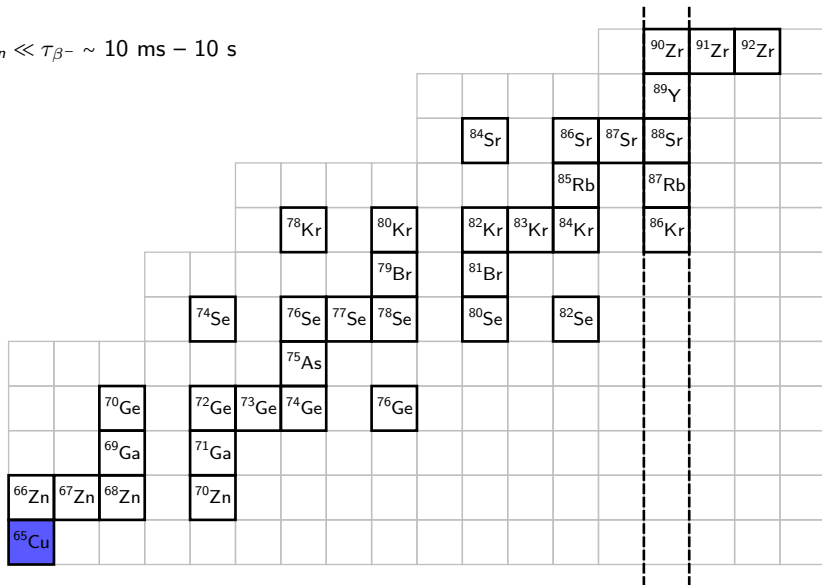 n ≪ τβ⁻ ~ 10 ms – 10 s
⁹⁰Zr ⁹¹Zr ⁹²Zr
⁸⁹Y
⁸⁴Sr ⁸⁶Sr ⁸⁷Sr ⁸⁸Sr
⁸⁵Rb ⁸⁷Rb
⁷⁸Kr ⁸⁰Kr ⁸²Kr ⁸³Kr ⁸⁴Kr ⁸⁶Kr
⁷⁹Br ⁸¹Br
⁷⁴Se ⁷⁶Se ⁷⁷Se ⁷⁸Se ⁸⁰Se ⁸²Se
⁷⁵As
⁷⁰Ge ⁷²Ge ⁷³Ge ⁷⁴Ge ⁷⁶Ge
⁶⁹Ga ⁷¹Ga
⁶⁶Zn ⁶⁷Zn ⁶⁸Zn ⁷⁰Zn
⁶⁵Cu